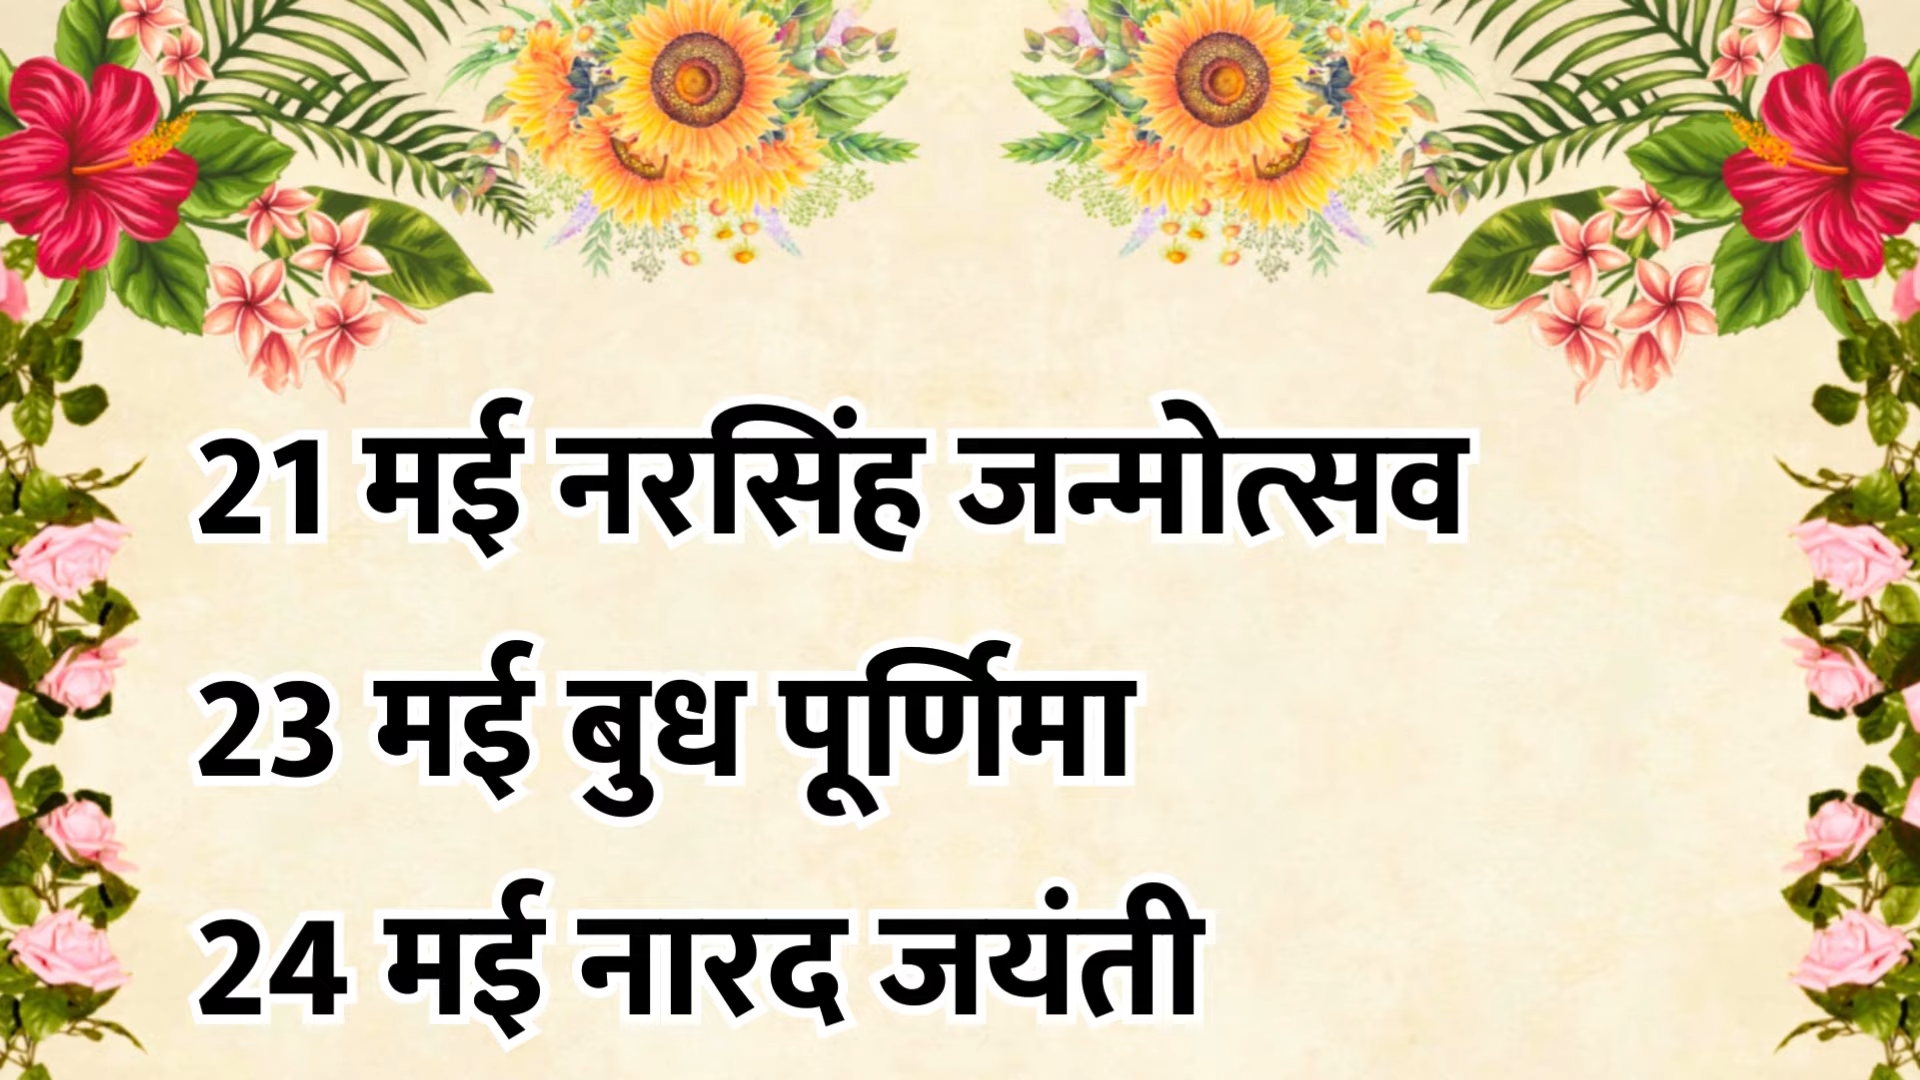 21 मई नरसिंह जन्मोत्सव
23 मई बुध पूर्णिमा
24 मई नारद जयंती